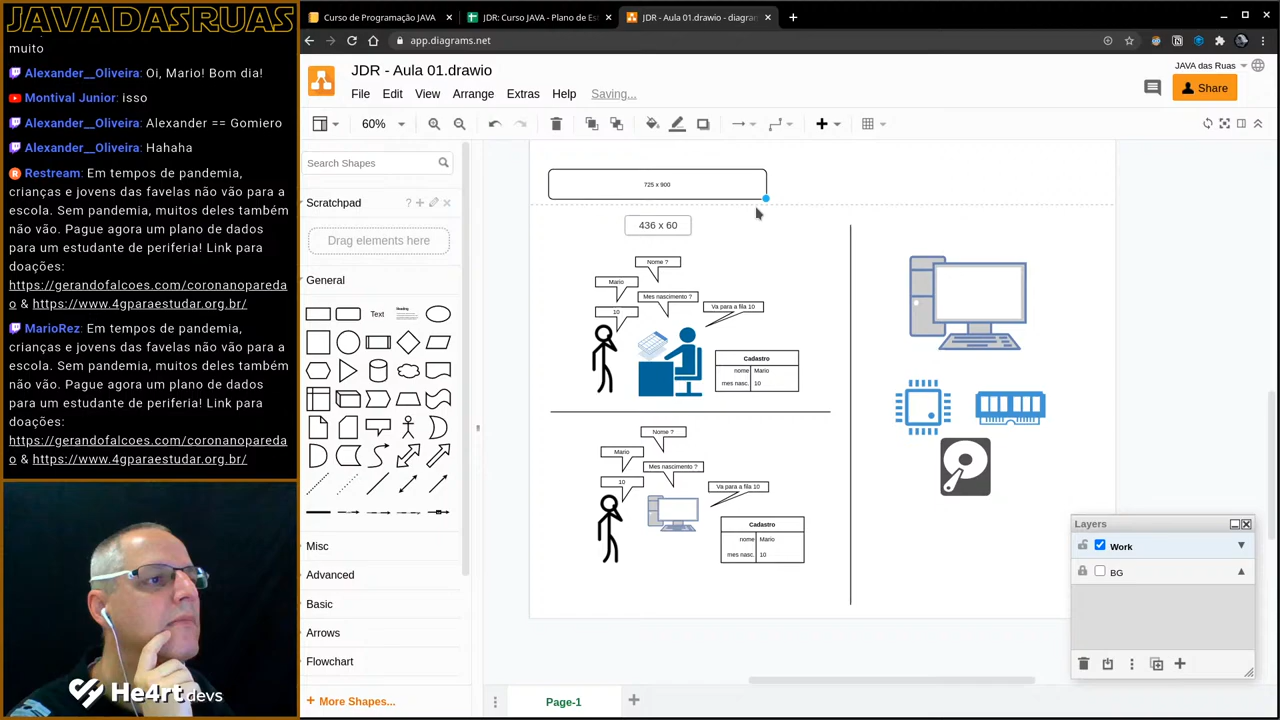 JAVADASRUAS
muito
Alexander__Oliveira: Oi, Mario! Bom dia!
Montival Junior: isso
Alexander__Oliveira: Alexander == Gomiero
Alexander__Oliveira: Hahaha
Restream: Em tempos de pandemia,
crianças e jovens das favelas não vão para a
escola. Sem pandemia, muitos deles também
não vão. Pague agora um plano de dados
para um estudante de periferia! Link para
doações:
https://gerandofalcoes.com/coronanopareda
o & https://www.4gparaestudar.org.br/
MarioRez: Em tempos de pandemia,
crianças e jovens das favelas não vão para a
escola. Sem pandemia, muitos deles também
não vão. Pague agora um plano de dados
para um estudante de periferia! Link para
doações:
https://gerandofalcoes.com/coronanopareda
o & https://www.4gparaestudar.org.br/
He4rt devs
Curso de Programação JAVA
JDR: Curso JAVA - Plano de Es
JDR - Aula 01.drawio - diagra
app.diagrams.net
JDR - Aula 01.drawio
JAVA das Ruas
File Edit View Arrange Extras Help Saving...
Share
60%
Search Shapes
Scratchpad
?
Drag elements here
General
Text
Heading
Misc
Advanced
Basic
Arrows
Flowchart
+ More Shapes...
725 x 900
436 x 60
Nome ?
Mario
Mes nascimento ?
10
Va para a fila 10
Cadastro
nome Mario
mes nasc. 10
Nome ?
Mario
Mes nascimento ?
10
Va para a fila 10
Cadastro
nome Mario
mes nasc. 10
Layers
Work
BG
Page-1